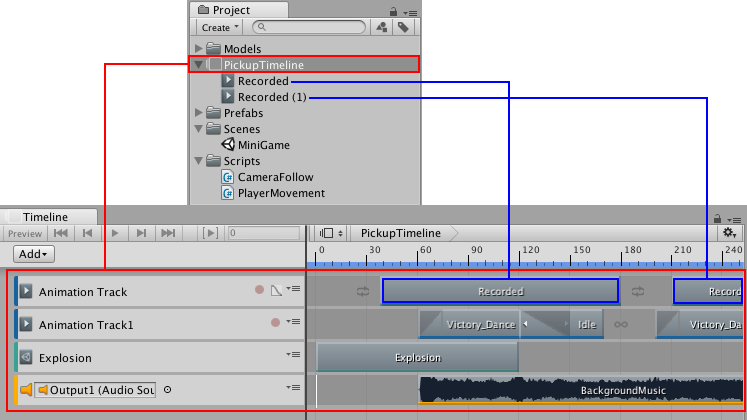 Project
Create
Models
PickupTimeline
Recorded
Recorded (1)
Prefabs
Scenes
MiniGame
Scripts
CameraFollow
PlayerMovement
Timeline
Preview
0
PickupTimeline
Add
0 30 60 90 120 150 180 210 240
Animation Track
Recorded
Record
Animation Track1
Victory_Dance
Idle
Victory_Da
Explosion
Explosion
Output1 (Audio Sou
BackgroundMusic